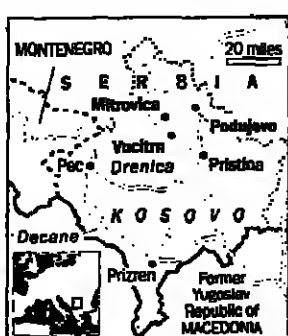 MONTENEGRO
20 miles
S E R B I A
Mitrovica
Podujevo
Vucitrn
Pec
Drenica
Pristina
K O S O V O
Decane
Prizren
Former
Yugoslav
Republic of
MACEDONIA